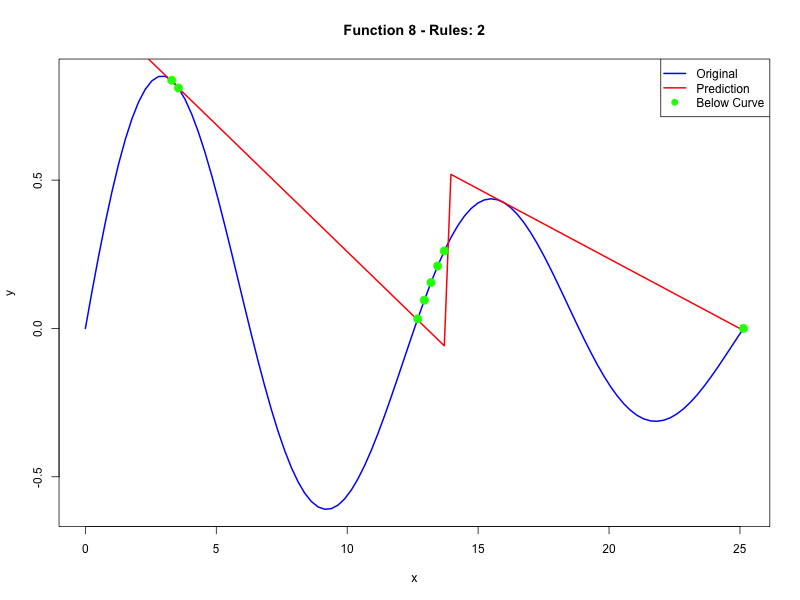 Function 8 - Rules: 2
Original
Prediction
Below Curve
y
0.5
0.0
-0.5
0 5 10 15 20 25
x